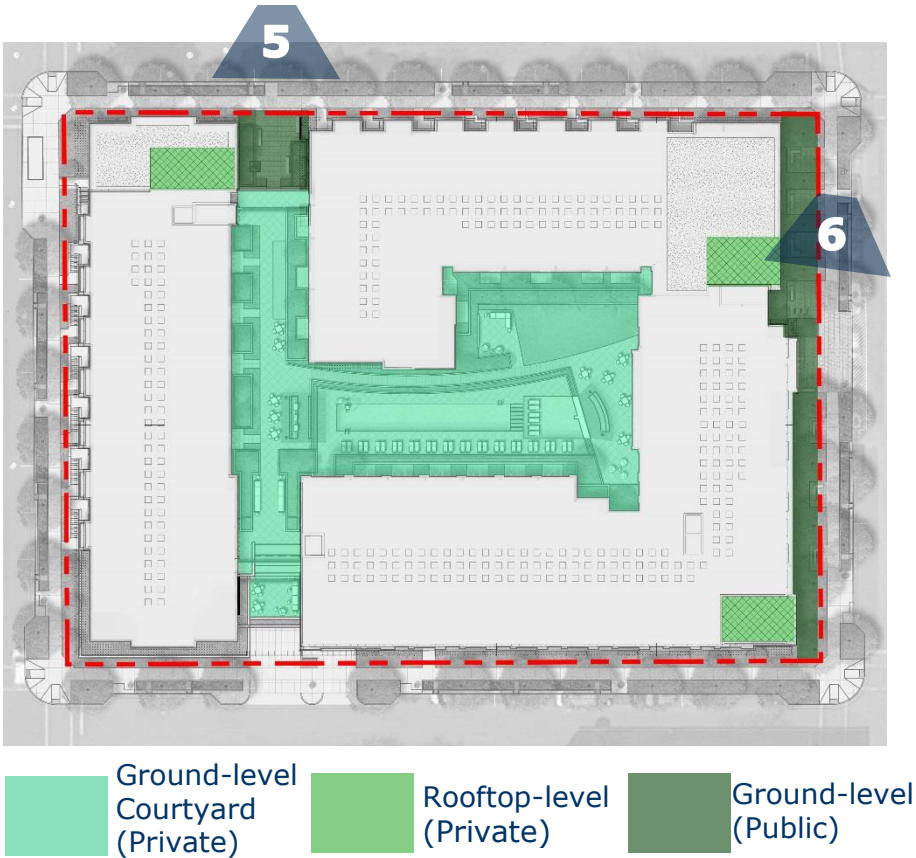 5
6
Ground-level
Courtyard
(Private)
Rooftop-level
(Private)
Ground-level
(Public)